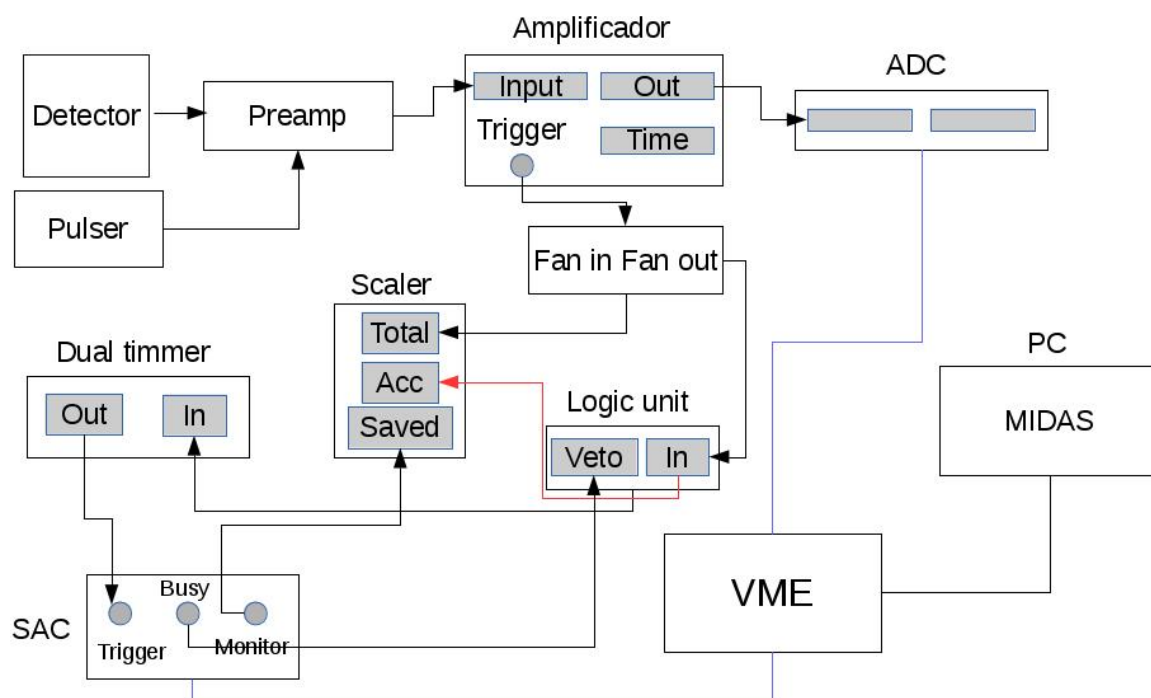 Amplificador
ADC
Detector
Preamp
Input
Out
Trigger
Time
Pulser
Fan in Fan out
Scaler
Total
Dual timmer
Acc
PC
Out
In
Saved
Logic unit
MIDAS
Veto
In
Busy
VME
SAC
Trigger
Monitor